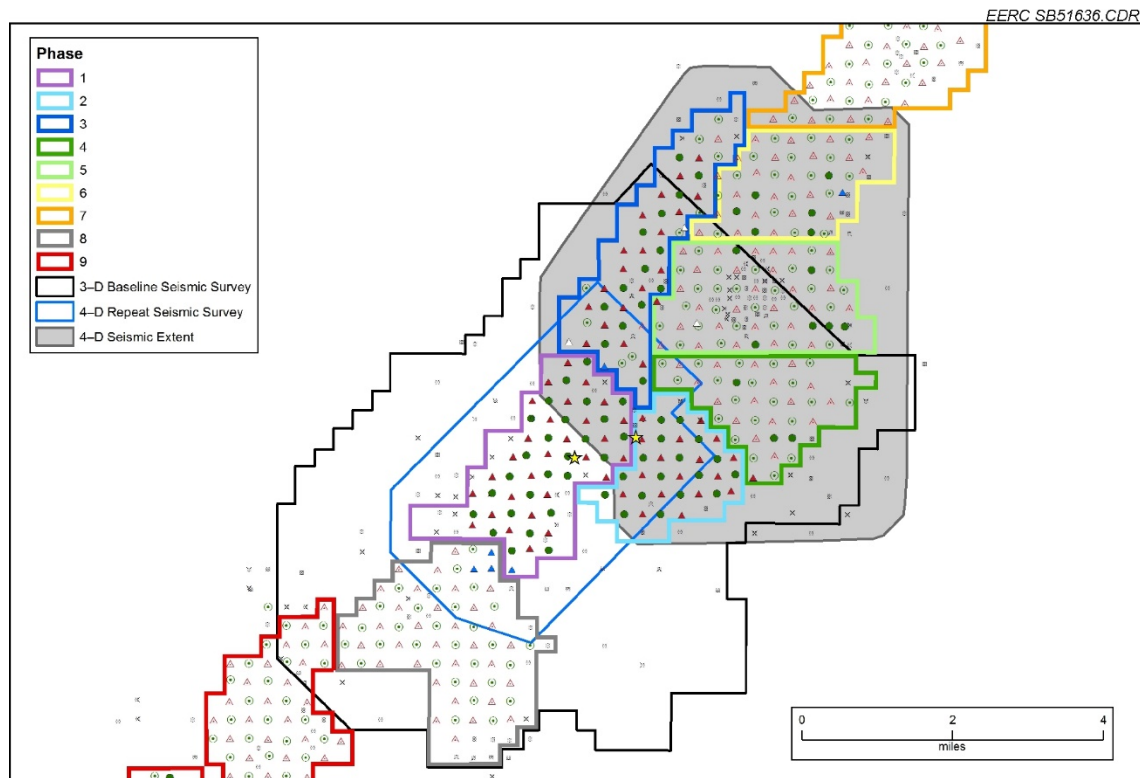 EERC SB51636.CDR
Phase
1
2
3
4
5
6
7
8
9
3–D Baseline Seismic Survey
4–D Repeat Seismic Survey
4–D Seismic Extent
0 2 4
miles